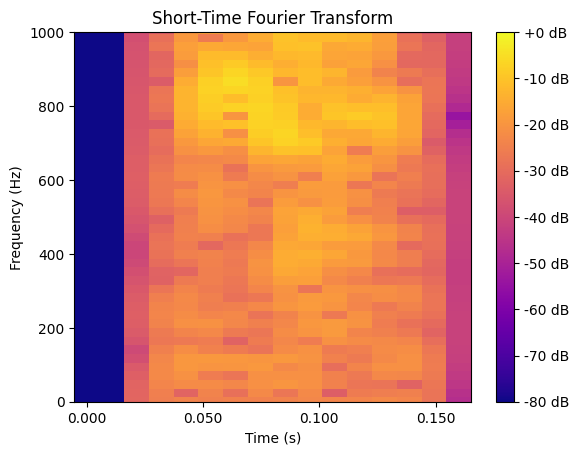 Short-Time Fourier Transform
Frequency (Hz)
1000
800
600
400
200
0
0.000
0.050
0.100
0.150
Time (s)
+0 dB
-10 dB
-20 dB
-30 dB
-40 dB
-50 dB
-60 dB
-70 dB
-80 dB